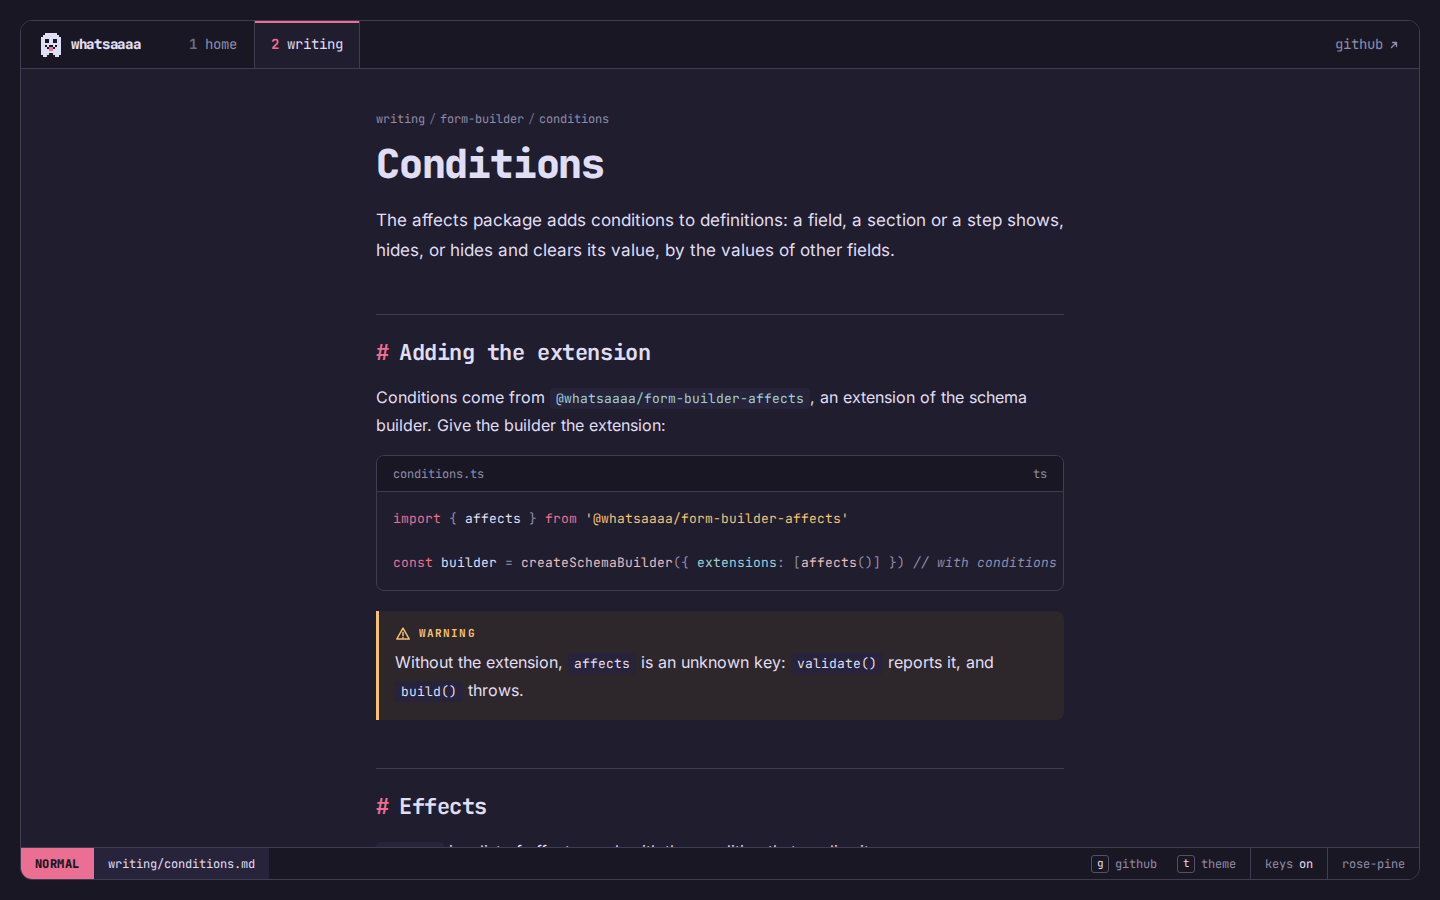 whatsaaaa
1 home
2 writing
github ↗
writing / form-builder / conditions
Conditions
The affects package adds conditions to definitions: a field, a section or a step shows,
hides, or hides and clears its value, by the values of other fields.
# Adding the extension
Conditions come from @whatsaaaa/form-builder-affects, an extension of the schema
builder. Give the builder the extension:
conditions.ts
ts
import { affects } from '@whatsaaaa/form-builder-affects'
const builder = createSchemaBuilder({ extensions: [affects()] }) // with conditions
WARNING
Without the extension, affects is an unknown key: validate() reports it, and
build() throws.
# Effects
NORMAL
writing/conditions.md
g github
t theme
keys on
rose-pine